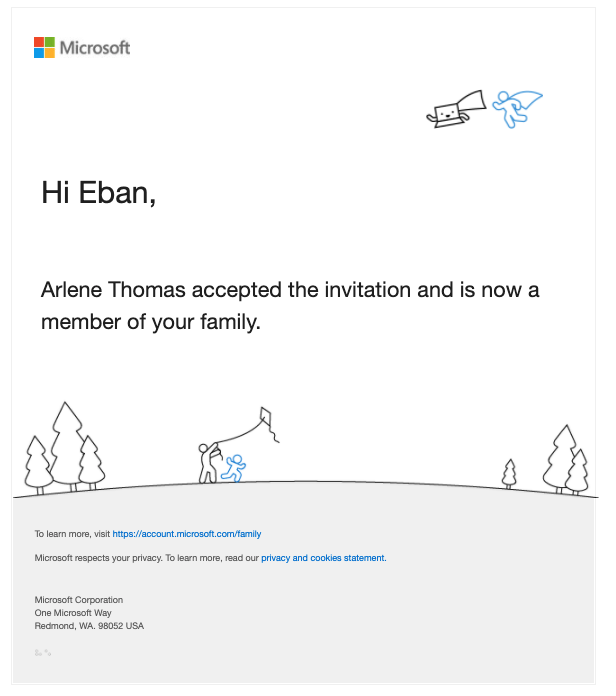 Microsoft
Hi Eban,
Arlene Thomas accepted the invitation and is now a
member of your family.
To learn more, visit https://account.microsoft.com/family
Microsoft respects your privacy. To learn more, read our privacy and cookies statement.
Microsoft Corporation
One Microsoft Way
Redmond, WA. 98052 USA